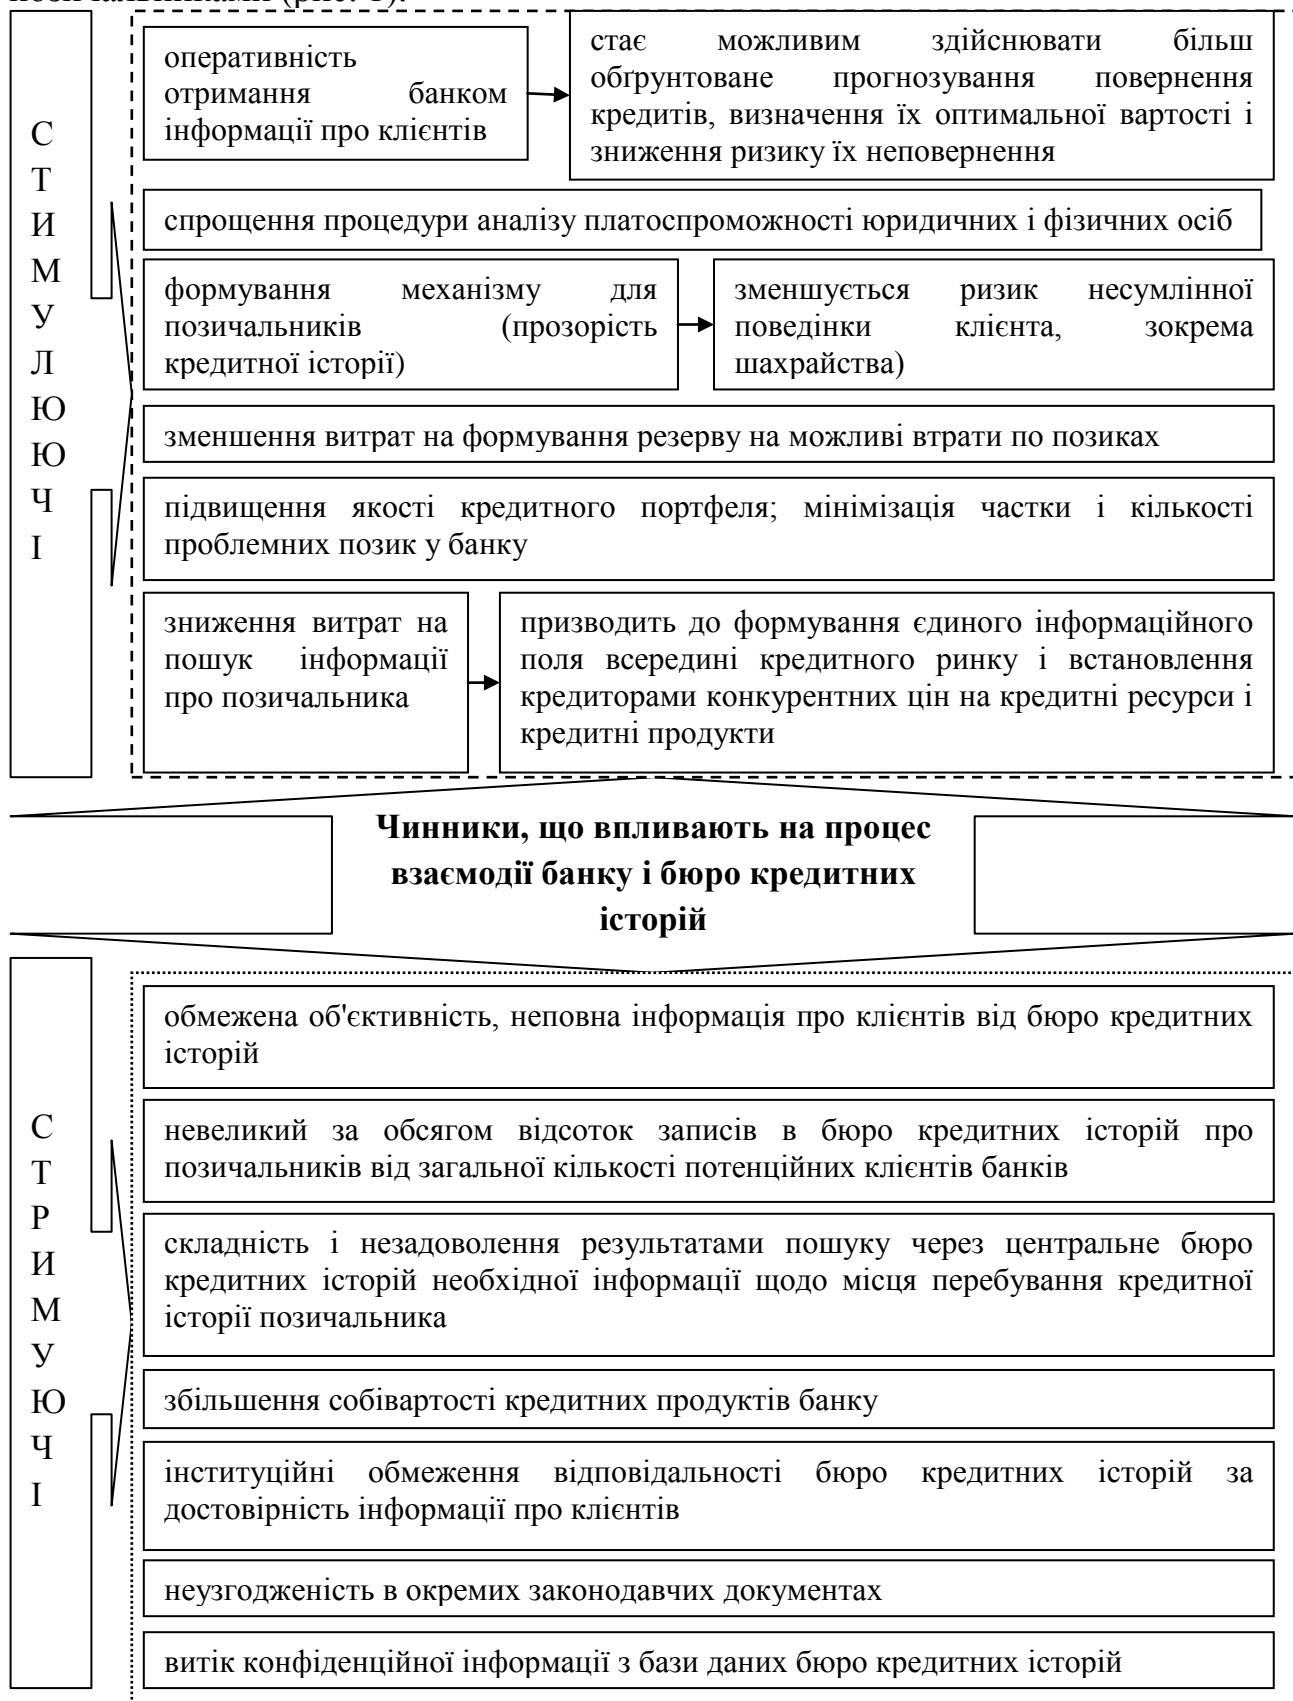 позичальниками (рис. 1).
СТИМУЛЮЮЧІ
оперативність
отримання банком
інформації про клієнтів
стає можливим здійснювати більш
обґрунтоване прогнозування повернення
кредитів, визначення їх оптимальної вартості і
зниження ризику їх неповернення
спрощення процедури аналізу платоспроможності юридичних і фізичних осіб
формування механізму для
позичальників (прозорість
кредитної історії)
зменшується ризик несумлінної
поведінки клієнта, зокрема
шахрайства)
зменшення витрат на формування резерву на можливі втрати по позиках
підвищення якості кредитного портфеля; мінімізація частки і кількості
проблемних позик у банку
зниження витрат на
пошук інформації
про позичальника
призводить до формування єдиного інформаційного
поля всередині кредитного ринку і встановлення
кредиторами конкурентних цін на кредитні ресурси і
кредитні продукти
Чинники, що впливають на процес
взаємодії банку і бюро кредитних
історій
СТРИМУЮЧІ
обмежена об'єктивність, неповна інформація про клієнтів від бюро кредитних
історій
невеликий за обсягом відсоток записів в бюро кредитних історій про
позичальників від загальної кількості потенційних клієнтів банків
складність і незадоволення результатами пошуку через центральне бюро
кредитних історій необхідної інформації щодо місця перебування кредитної
історії позичальника
збільшення собівартості кредитних продуктів банку
інституційні обмеження відповідальності бюро кредитних історій за
достовірність інформації про клієнтів
неузгодженість в окремих законодавчих документах
витік конфіденційної інформації з бази даних бюро кредитних історій